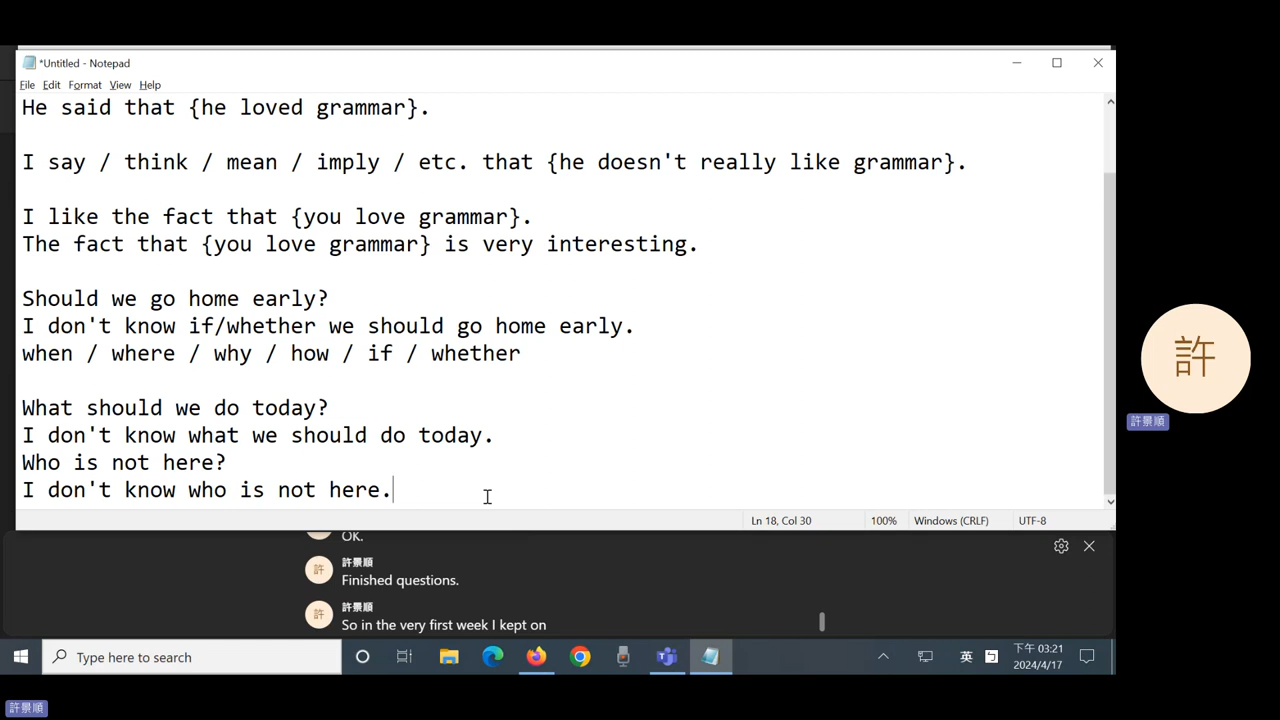 *Untitled - Notepad
File Edit Format View Help
He said that {he loved grammar}.
I say / think / mean / imply / etc. that {he doesn't really like grammar}.
I like the fact that {you love grammar}.
The fact that {you love grammar} is very interesting.
Should we go home early?
I don't know if/whether we should go home early.
when / where / why / how / if / whether
What should we do today?
I don't know what we should do today.
Who is not here?
I don't know who is not here.
Ln 18, Col 30 100% Windows (CRLF) UTF-8
許
許景順
OK.
許 許景順
Finished questions.
許 許景順
So in the very first week I kept on
Type here to search
英
下午 03:21
2024/4/17
許景順